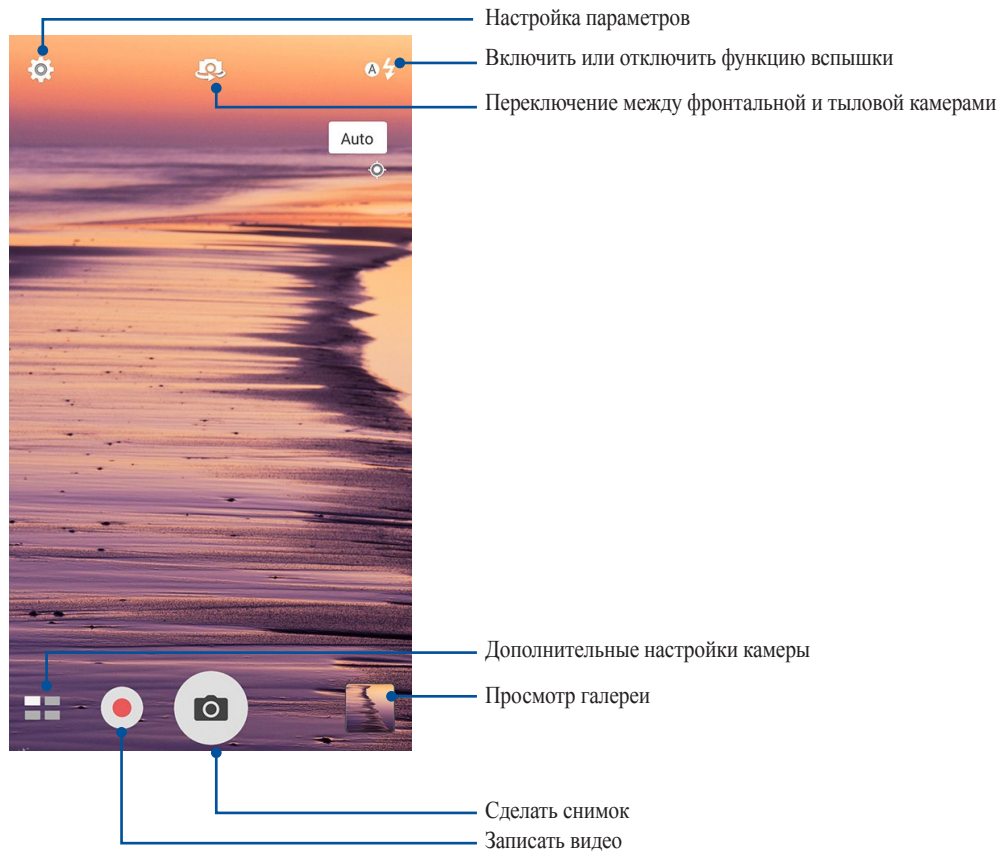 Настройка параметров
Включить или отключить функцию вспышки
A
Переключение между фронтальной и тыловой камерами
Auto
Дополнительные настройки камеры
Просмотр галереи
Сделать снимок
Записать видео